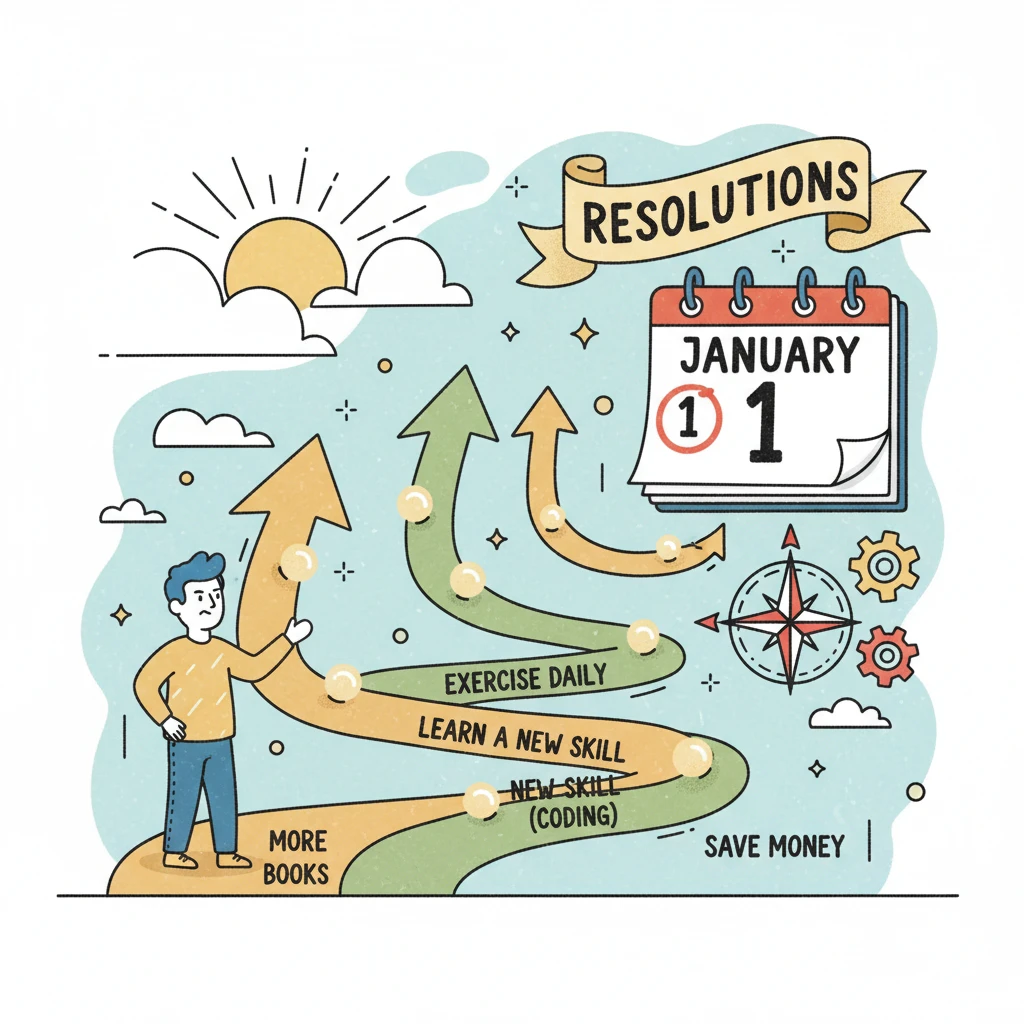 RESOLUTIONS
JANUARY
1 1
EXERCISE DAILY
LEARN A NEW SKILL
NEW SKILL
(CODING)
MORE
BOOKS
SAVE MONEY